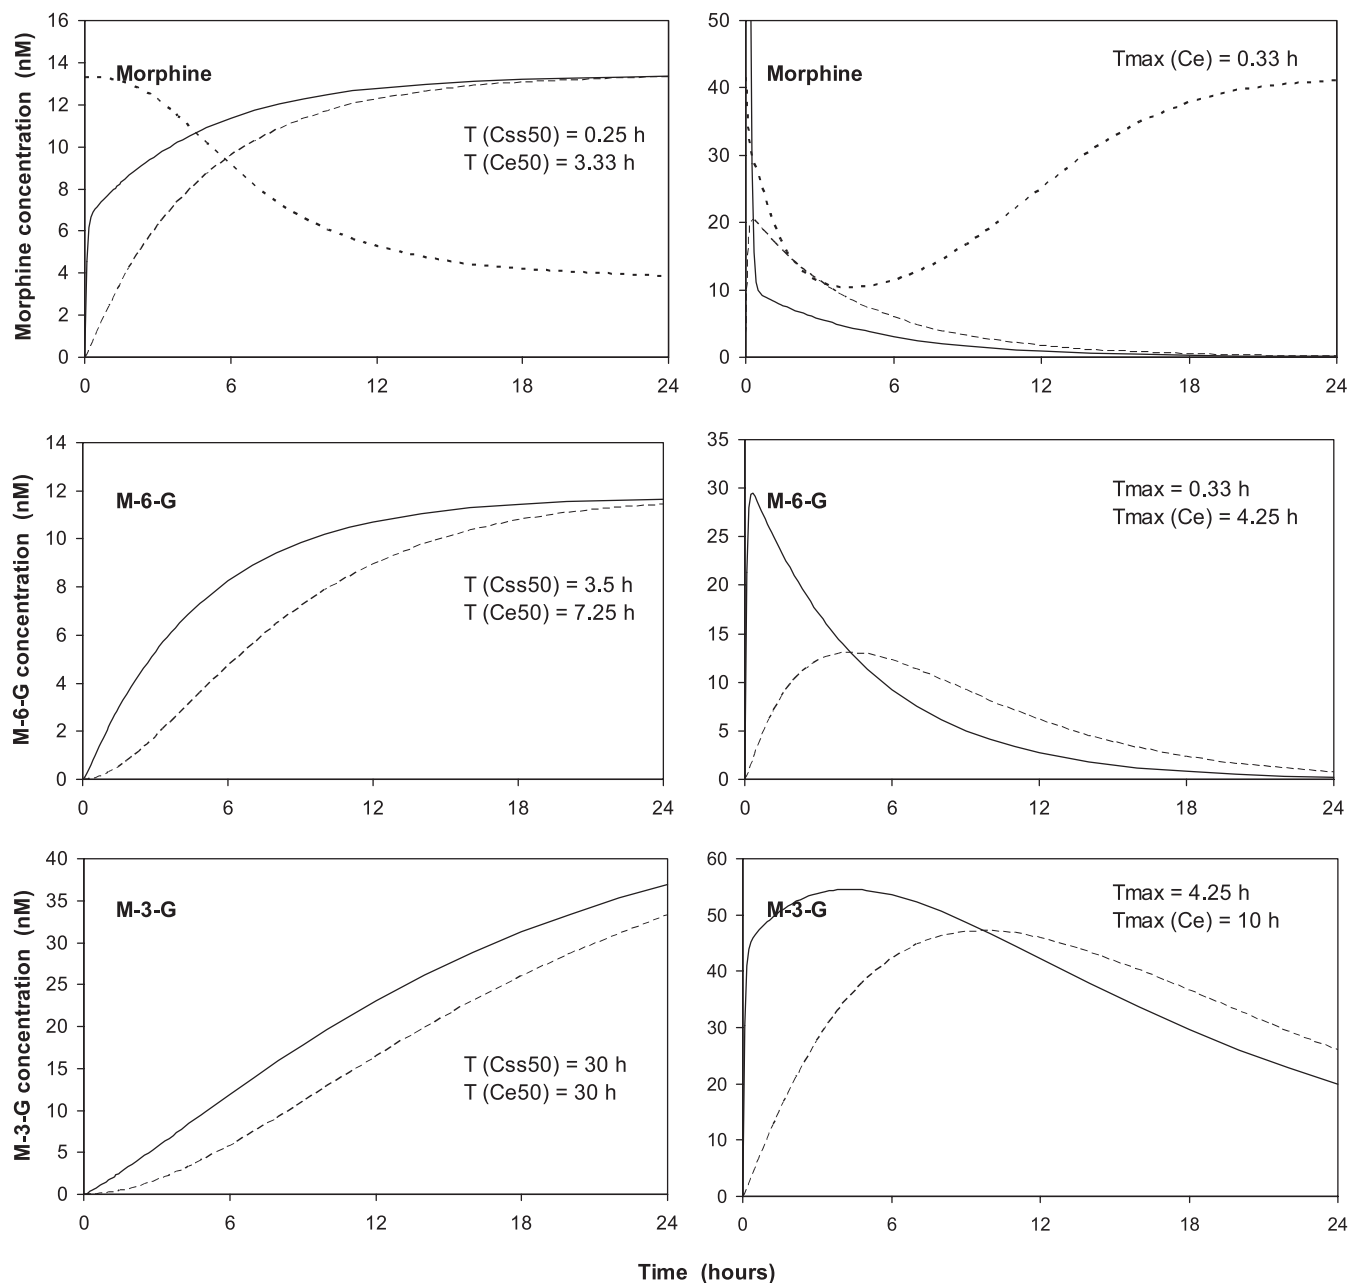 Morphine concentration (nM)
16
14
12
10
8
6
4
2
0
Morphine
T (Css50) = 0.25 h
T (Ce50) = 3.33 h
0 6 12 18 24
50
40
30
20
10
0
Morphine
Tmax (Ce) = 0.33 h
0 6 12 18 24
M-6-G concentration (nM)
14
12
10
8
6
4
2
0
M-6-G
T (Css50) = 3.5 h
T (Ce50) = 7.25 h
0 6 12 18 24
35
30
25
20
15
10
5
0
M-6-G
Tmax = 0.33 h
Tmax (Ce) = 4.25 h
0 6 12 18 24
M-3-G concentration (nM)
40
35
30
25
20
15
10
5
0
M-3-G
T (Css50) = 30 h
T (Ce50) = 30 h
0 6 12 18 24
60
50
40
30
20
10
0
M-3-G
Tmax = 4.25 h
Tmax (Ce) = 10 h
0 6 12 18 24
Time (hours)